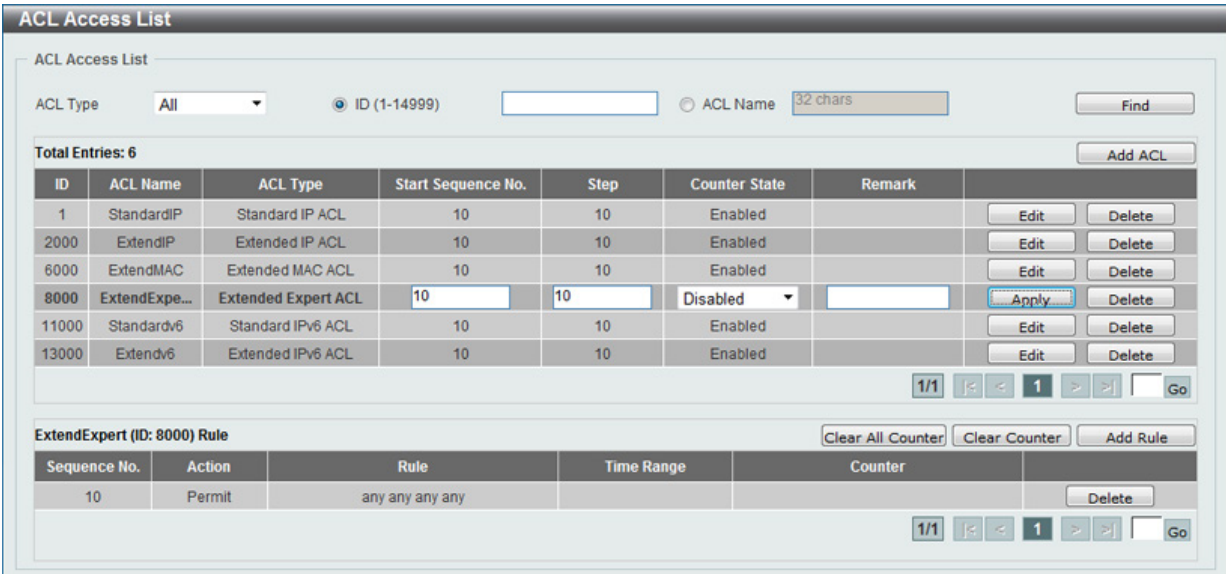 ACL Access List
ACL Access List
ACL Type All ID (1-14999) ACL Name 32 chars Find
Total Entries: 6 Add ACL
ID ACL Name ACL Type Start Sequence No. Step Counter State Remark
1 StandardIP Standard IP ACL 10 10 Enabled Edit Delete
2000 ExtendIP Extended IP ACL 10 10 Enabled Edit Delete
6000 ExtendMAC Extended MAC ACL 10 10 Enabled Edit Delete
8000 ExtendExpe... Extended Expert ACL 10 10 Disabled Apply Delete
11000 Standardv6 Standard IPv6 ACL 10 10 Enabled Edit Delete
13000 Extendv6 Extended IPv6 ACL 10 10 Enabled Edit Delete
1/1 |< < 1 > >| Go
ExtendExpert (ID: 8000) Rule Clear All Counter Clear Counter Add Rule
Sequence No. Action Rule Time Range Counter
10 Permit any any any any Delete
1/1 |< < 1 > >| Go